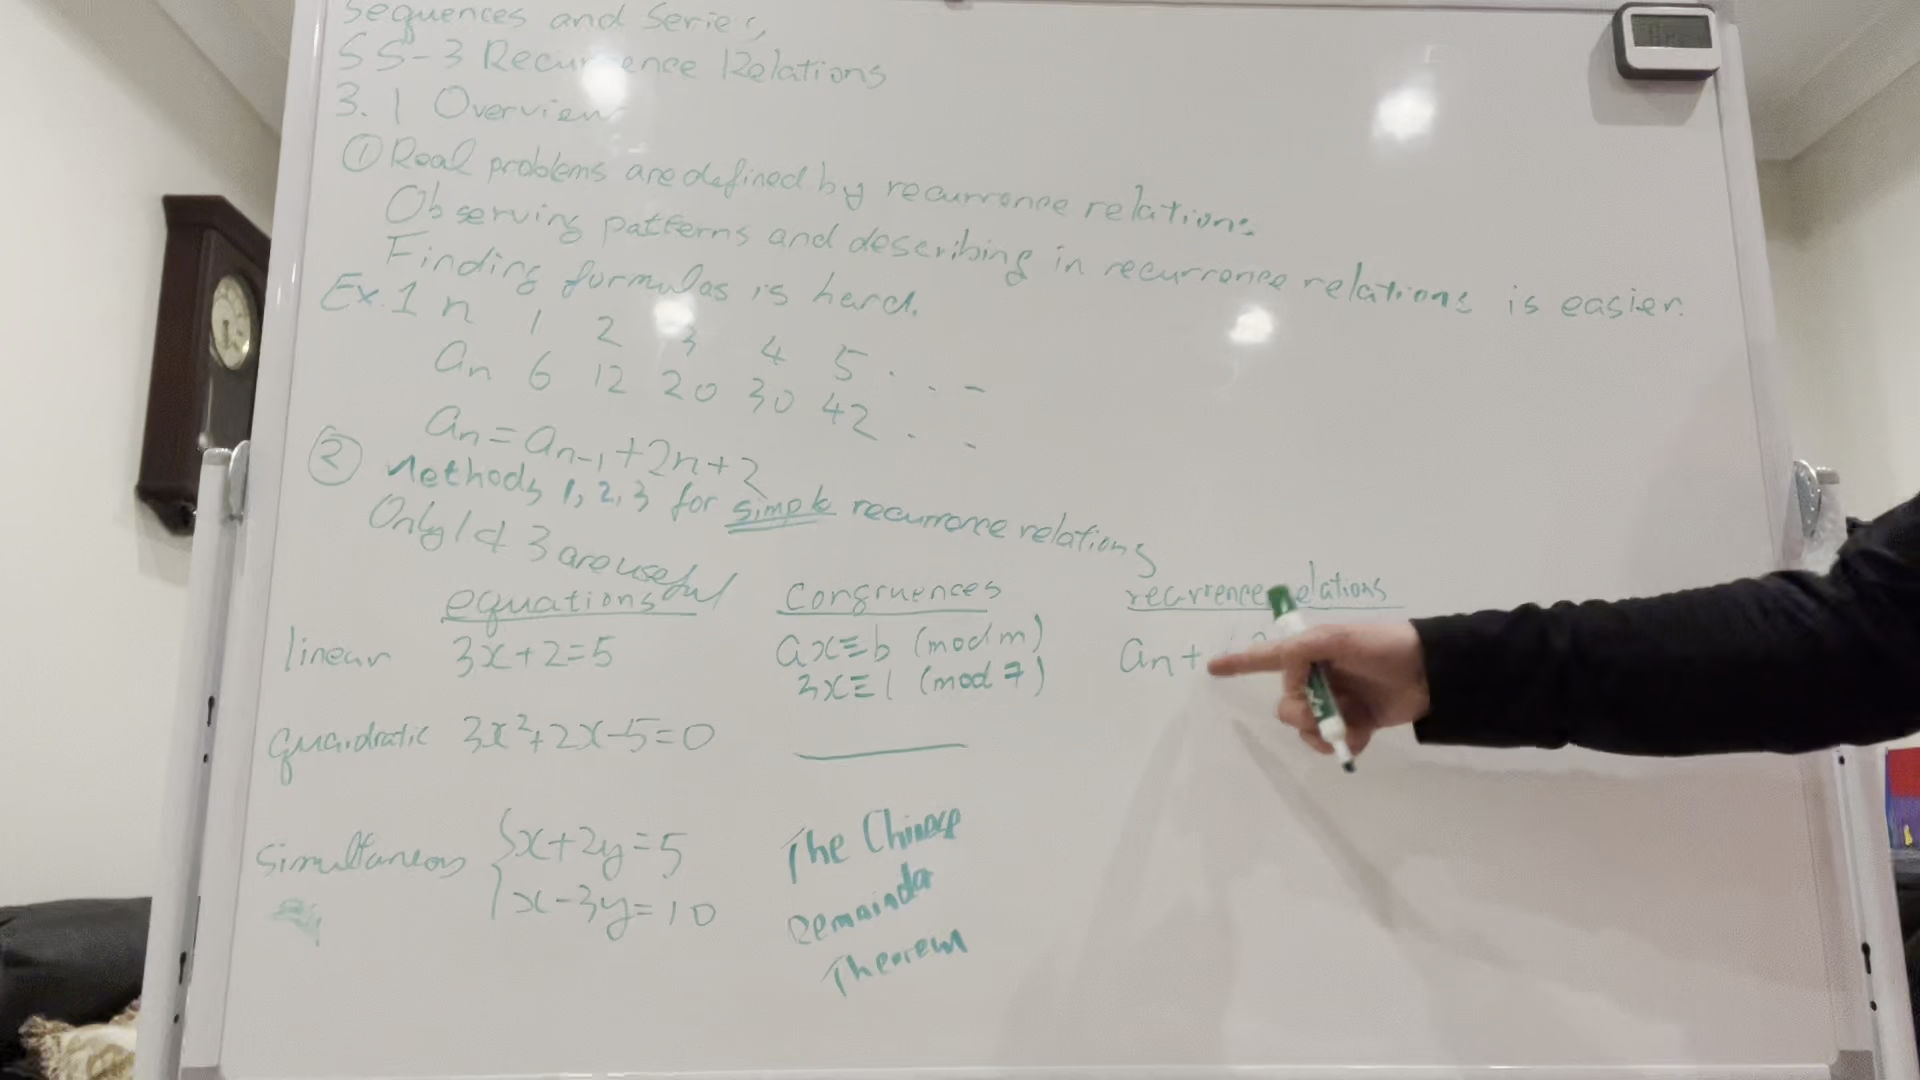 Sequences and Series,
SS-3 Recurrence Relations
3.1 Overview
① Real problems are defined by recurrence relations.
Observing patterns and describing in recurrence relations is easier.
Finding formulas is hard.
Ex.1 n 1 2 3 4 5 . . .
an 6 12 20 30 42 . .
an = an-1 + 2n + 2
② Methods 1, 2, 3 for simple recurrence relations
Only 1 & 3 are useful
equations congruences recurrence relations
linear 3x+2=5 ax≡b (mod m) an+
3x≡1 (mod 7)
quadratic 3x²+2x-5=0
simultaneous {x+2y=5 The Chinese
x-3y=10 Remainder
Theorem